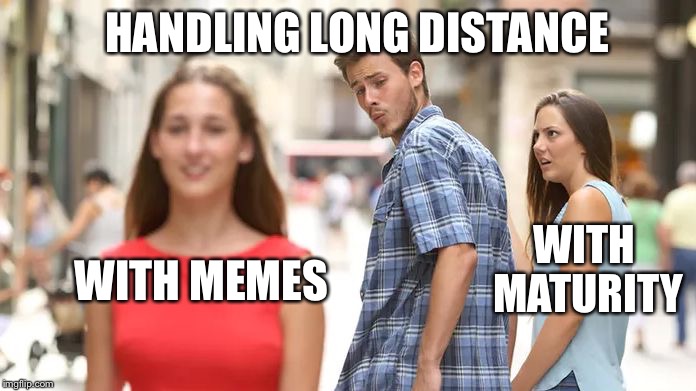 HANDLING LONG DISTANCE
WITH MEMES
WITH
MATURITY
imgflip.com